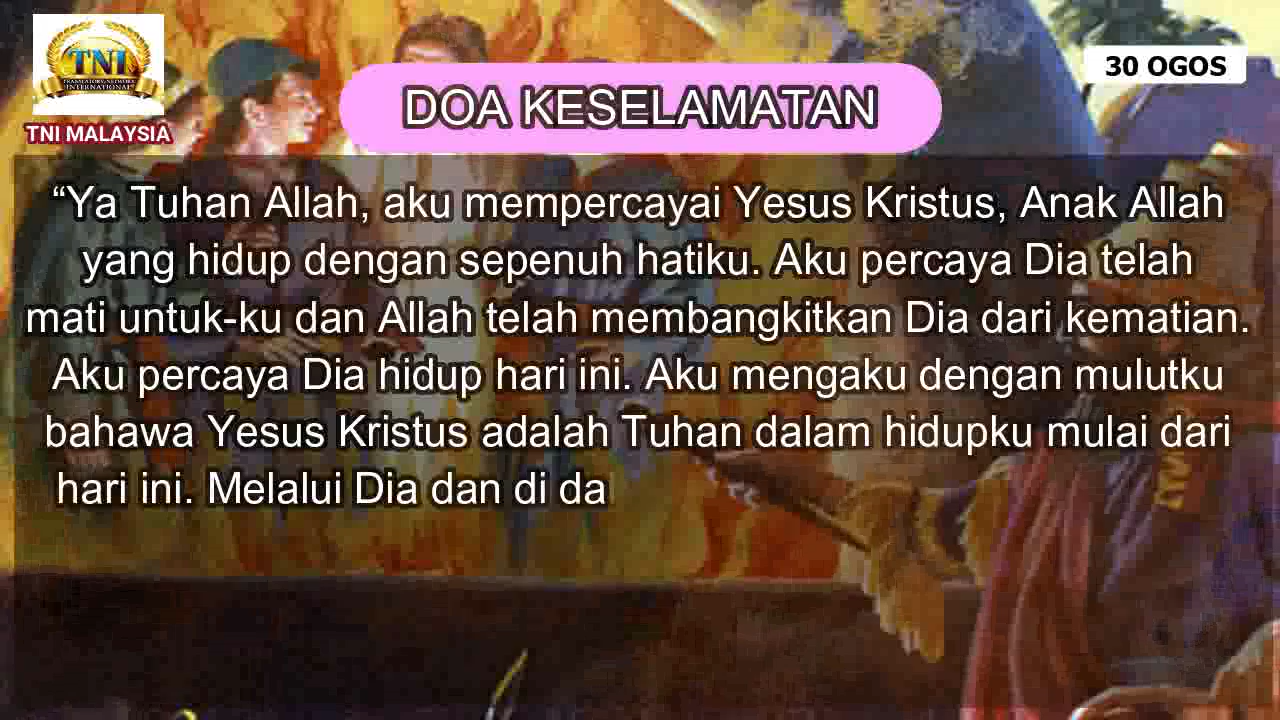 TNI
TRANSLATORS NETWORK
INTERNATIONAL
TNI MALAYSIA
30 OGOS
DOA KESELAMATAN
“Ya Tuhan Allah, aku mempercayai Yesus Kristus, Anak Allah
yang hidup dengan sepenuh hatiku. Aku percaya Dia telah
mati untuk-ku dan Allah telah membangkitkan Dia dari kematian.
Aku percaya Dia hidup hari ini. Aku mengaku dengan mulutku
bahawa Yesus Kristus adalah Tuhan dalam hidupku mulai dari
hari ini. Melalui Dia dan di da